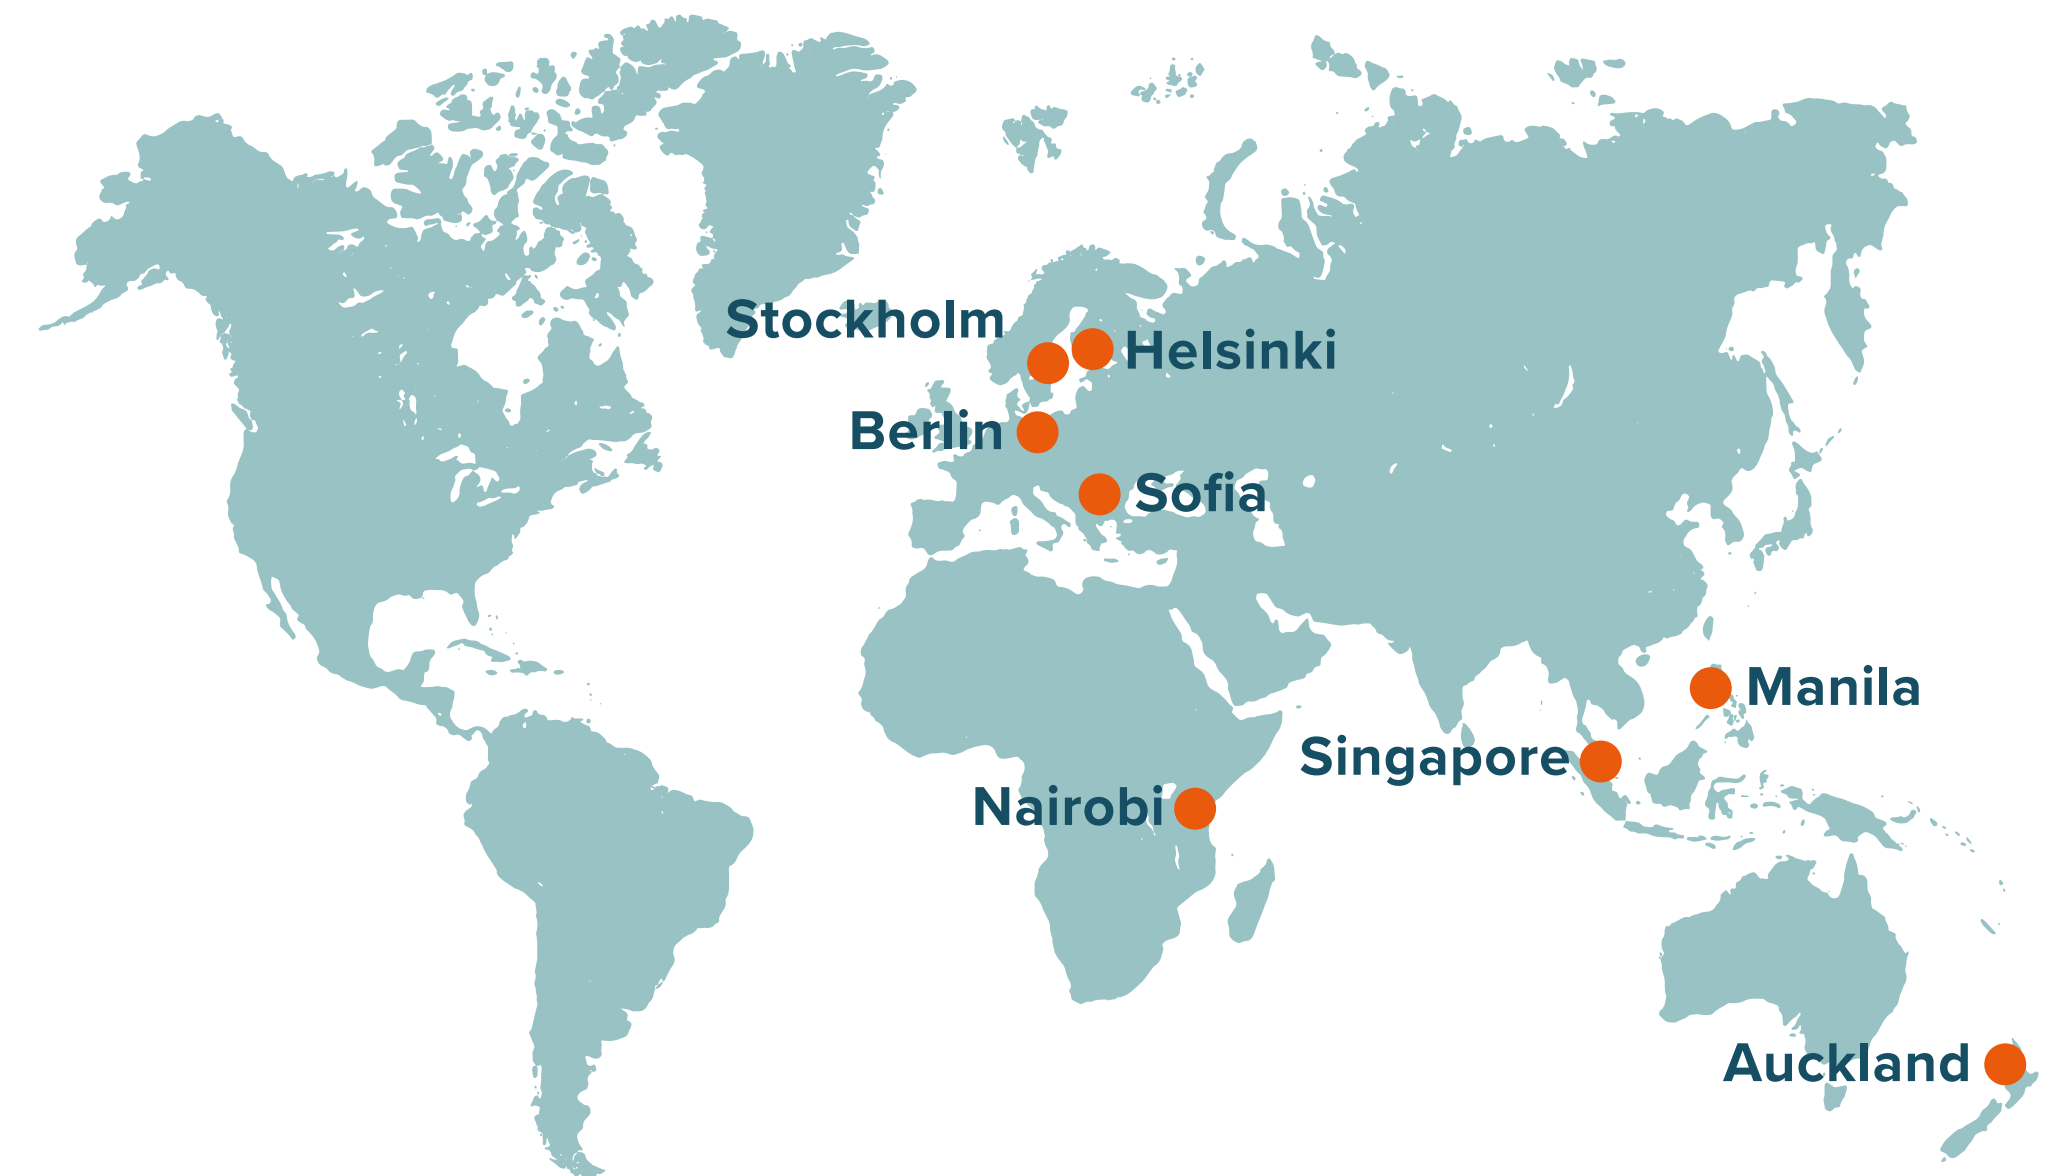 Stockholm
Helsinki
Berlin
Sofia
Manila
Singapore
Nairobi
Auckland